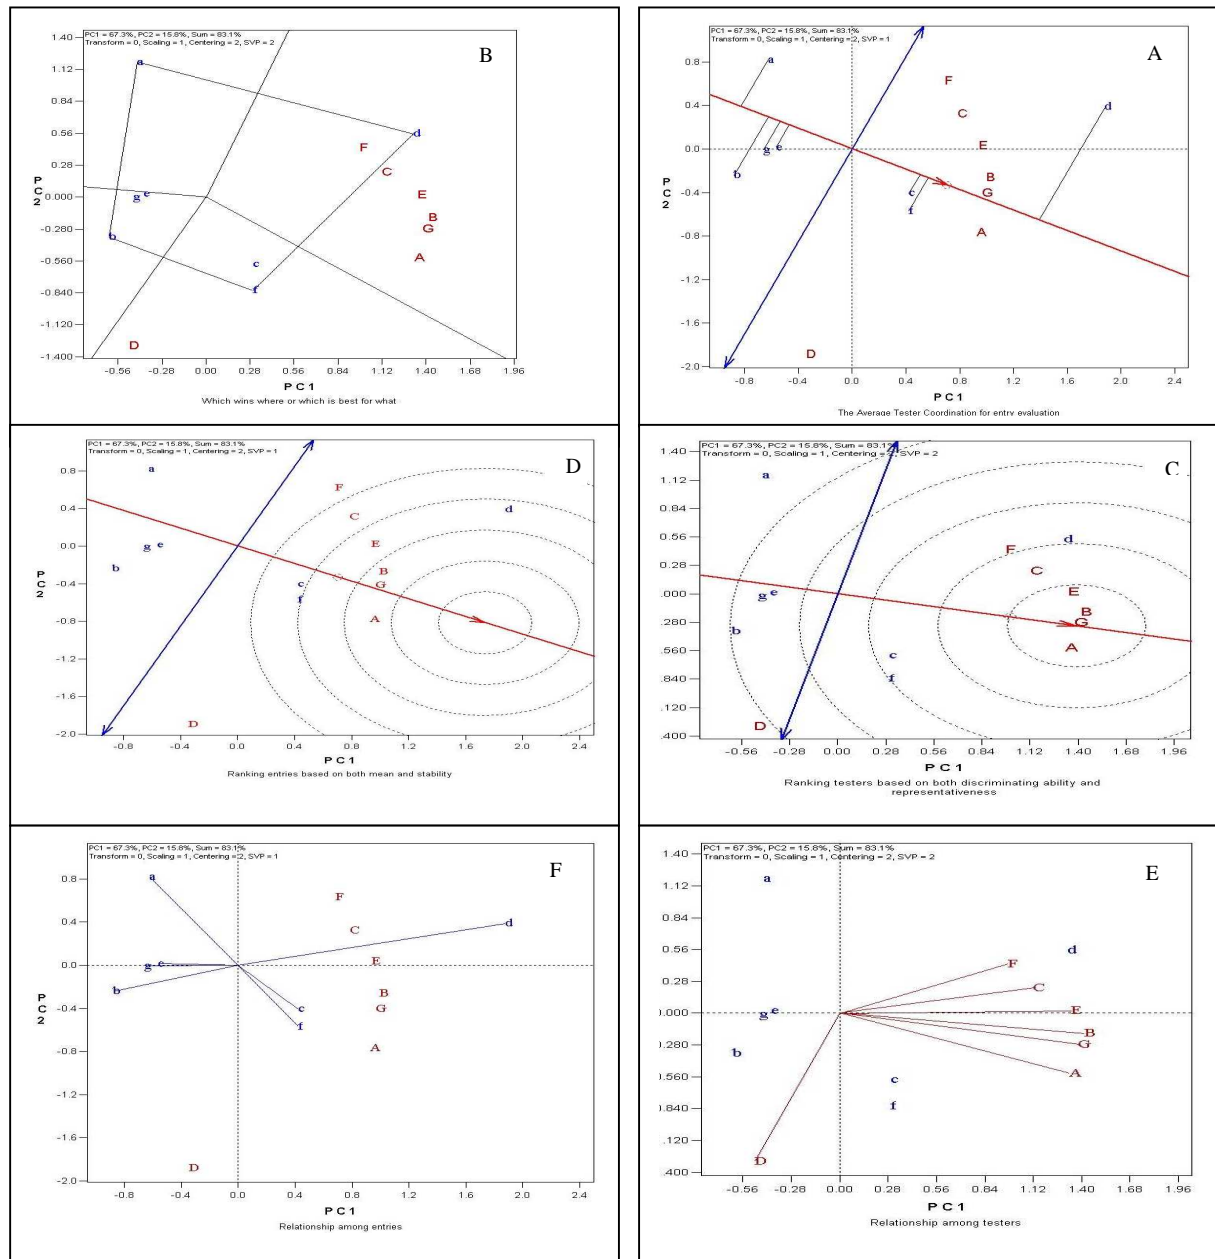 PC1 = 67.3%, PC2 = 15.8%, Sum = 83.1%
Transform = 0, Scaling = 1, Centering = 2, SVP = 2
B
1.40
1.12
0.84
0.56
0.28
0.000
-0.280
-0.560
-0.840
-1.120
-1.400
PC2
a
d
F
C
g e
E
B
G
b
c
A
f
D
-0.56 -0.28 0.00 0.28 0.56 0.84 1.12 1.40 1.68 1.96
PC1
Which wins where or which is best for what
PC1 = 67.3%, PC2 = 15.8%, Sum = 83.1%
Transform = 0, Scaling = 1, Centering = 2, SVP = 1
A
0.8
0.4
0.0
-0.4
-0.8
-1.2
-1.6
-2.0
PC2
a
F
d
C
g e
E
b
B
c
G
f
A
D
-0.8 -0.4 0.0 0.4 0.8 1.2 1.6 2.0 2.4
PC1
The Average Tester Coordination for entry evaluation
PC1 = 67.3%, PC2 = 15.8%, Sum = 83.1%
Transform = 0, Scaling = 1, Centering = 2, SVP = 1
D
0.8
0.4
0.0
-0.4
-0.8
-1.2
-1.6
-2.0
PC2
a
F
d
C
g e
E
b
B
c
G
f
A
D
-0.8 -0.4 0.0 0.4 0.8 1.2 1.6 2.0 2.4
PC1
Ranking entries based on both mean and stability
PC1 = 67.3%, PC2 = 15.8%, Sum = 83.1%
Transform = 0, Scaling = 1, Centering = 2, SVP = 2
C
1.40
1.12
0.84
0.56
0.28
.000
.280
.560
.840
.120
.400
PC2
a
d
F
C
g e
E
B
G
b
A
c
f
D
-0.56 -0.28 0.00 0.28 0.56 0.84 1.12 1.40 1.68 1.96
PC1
Ranking testers based on both discriminating ability and
representativeness
PC1 = 67.3%, PC2 = 15.8%, Sum = 83.1%
Transform = 0, Scaling = 1, Centering = 2, SVP = 1
F
0.8
0.4
0.0
-0.4
-0.8
-1.2
-1.6
-2.0
PC2
a
F
d
C
g e
E
b
B
c
G
f
A
D
-0.8 -0.4 0.0 0.4 0.8 1.2 1.6 2.0 2.4
PC1
Relationship among entries
PC1 = 67.3%, PC2 = 15.8%, Sum = 83.1%
Transform = 0, Scaling = 1, Centering = 2, SVP = 2
E
1.40
1.12
0.84
0.56
0.28
0.000
0.280
0.560
0.840
.120
.400
PC2
a
d
F
C
g e
E
B
G
b
A
c
f
D
-0.56 -0.28 0.00 0.28 0.56 0.84 1.12 1.40 1.68 1.96
PC1
Relationship among testers